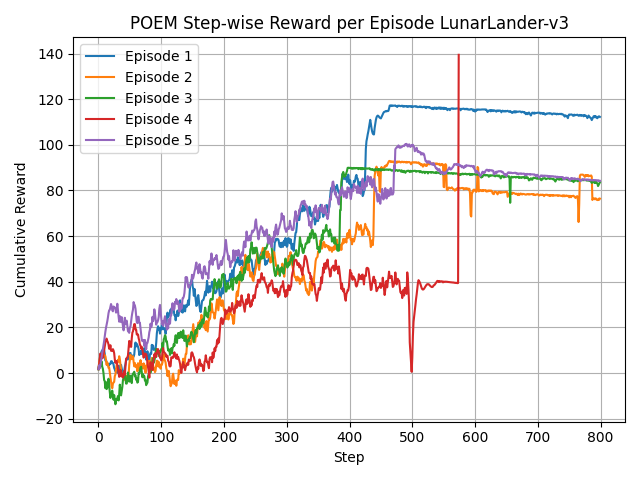 POEM Step-wise Reward per Episode LunarLander-v3
Episode 1
Episode 2
Episode 3
Episode 4
Episode 5
Cumulative Reward
140
120
100
80
60
40
20
0
−20
0 100 200 300 400 500 600 700 800
Step